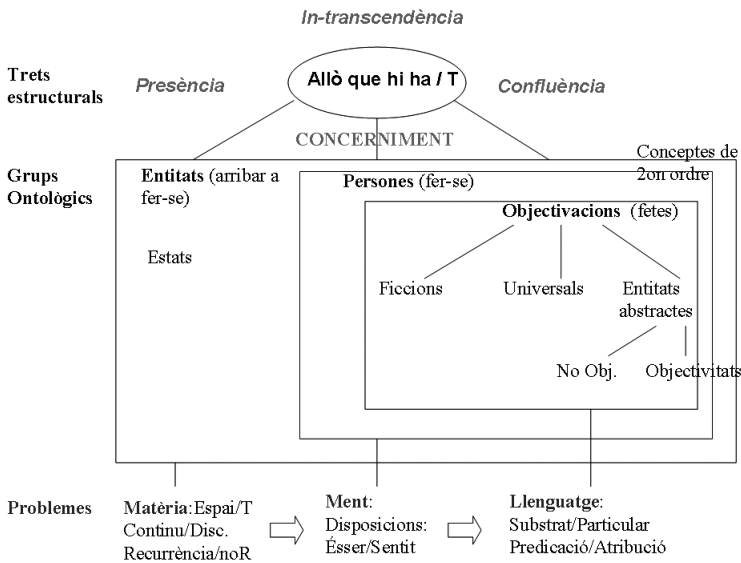 In-transcendència
Trets
estructurals
Presència
Allò que hi ha / T
Confluència
CONCERNIMENT
Grups
Ontològics
Entitats (arribar a
fer-se)
Persones (fer-se)
Conceptes de
2on ordre
Objectivacions (fetes)
Estats
Ficcions
Universals
Entitats
abstractes
No Obj.
Objectivitats
Problemes
Matèria:Espai/T
Continu/Disc.
Recurrència/noR
Ment:
Disposicions:
Ésser/Sentit
Llenguatge:
Substrat/Particular
Predicació/Atribució